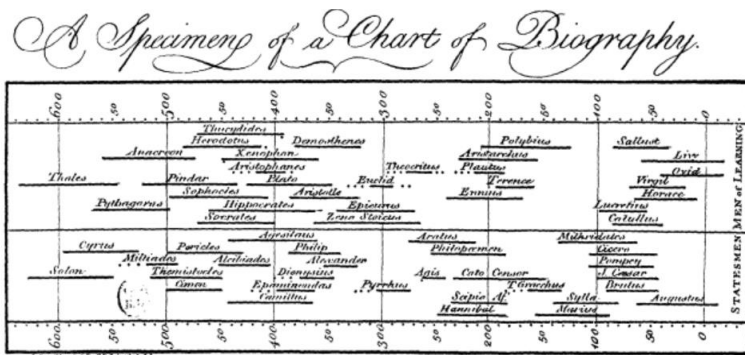 A Specimen of a Chart of Biography.
600 50 500 50 400 50 300 50 200 50 100 50 0
Thucydides
Herodotus Demosthenes Polybius Sallust
Anacreon Xenophon Aristarchus Livy
Aristophanes Theocritus Plautus Ovid
Thales Pindar Plato Euclid Terence Virgil
Sophocles Aristotle Ennius Horace
Pythagoras Hippocrates Epicurus Lucretius
Socrates Zeno Stoicus Catullus
MEN OF LEARNING.
Agesilaus Aratus Mithridates
Cyrus Pericles Philip Philopæmen Cicero
Miltiades Alcibiades Alexander Pompey
Solon Themistocles Dionysius Agis Cato Censor J. Cæsar
Cimon Epaminondas Pyrrhus T. Gracchus Brutus
Camillus Scipio Af. Sylla Augustus
Hannibal Marius
STATESMEN
600 50 500 50 400 50 300 50 200 50 100 50 0